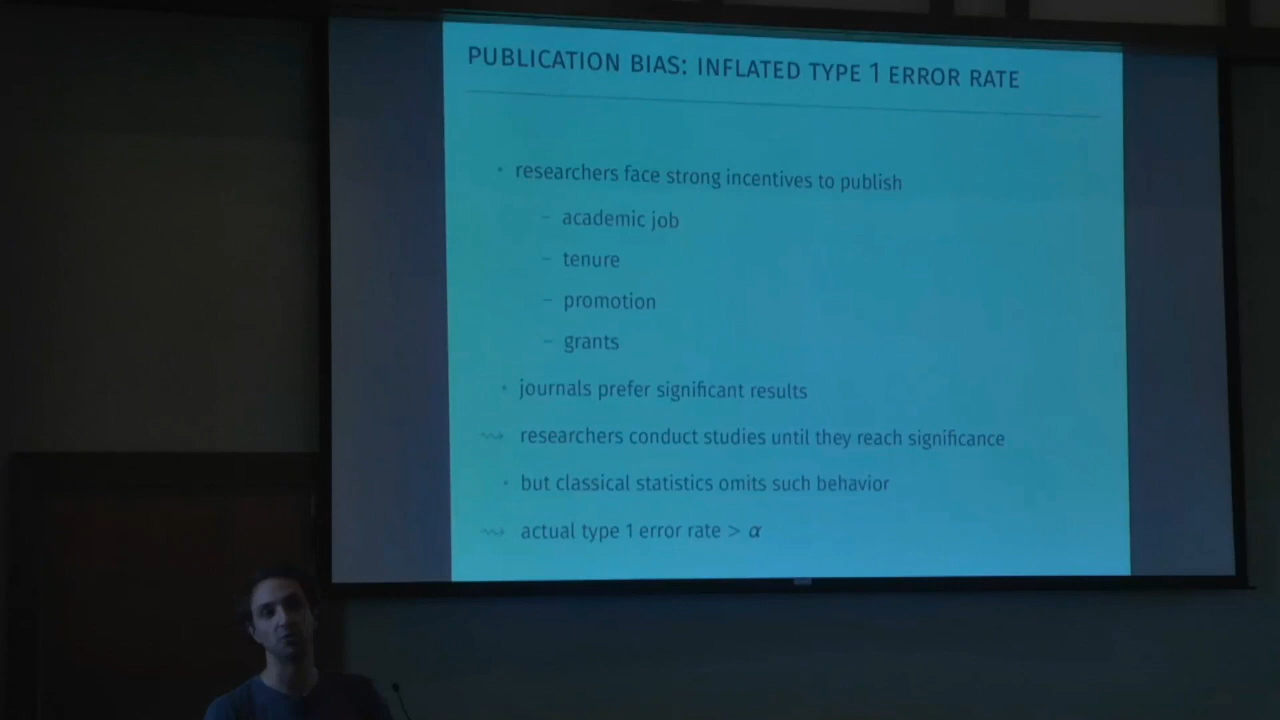 PUBLICATION BIAS: INFLATED TYPE 1 ERROR RATE
• researchers face strong incentives to publish
– academic job
– tenure
– promotion
– grants
• journals prefer significant results
⇝ researchers conduct studies until they reach significance
• but classical statistics omits such behavior
⇝ actual type 1 error rate > α